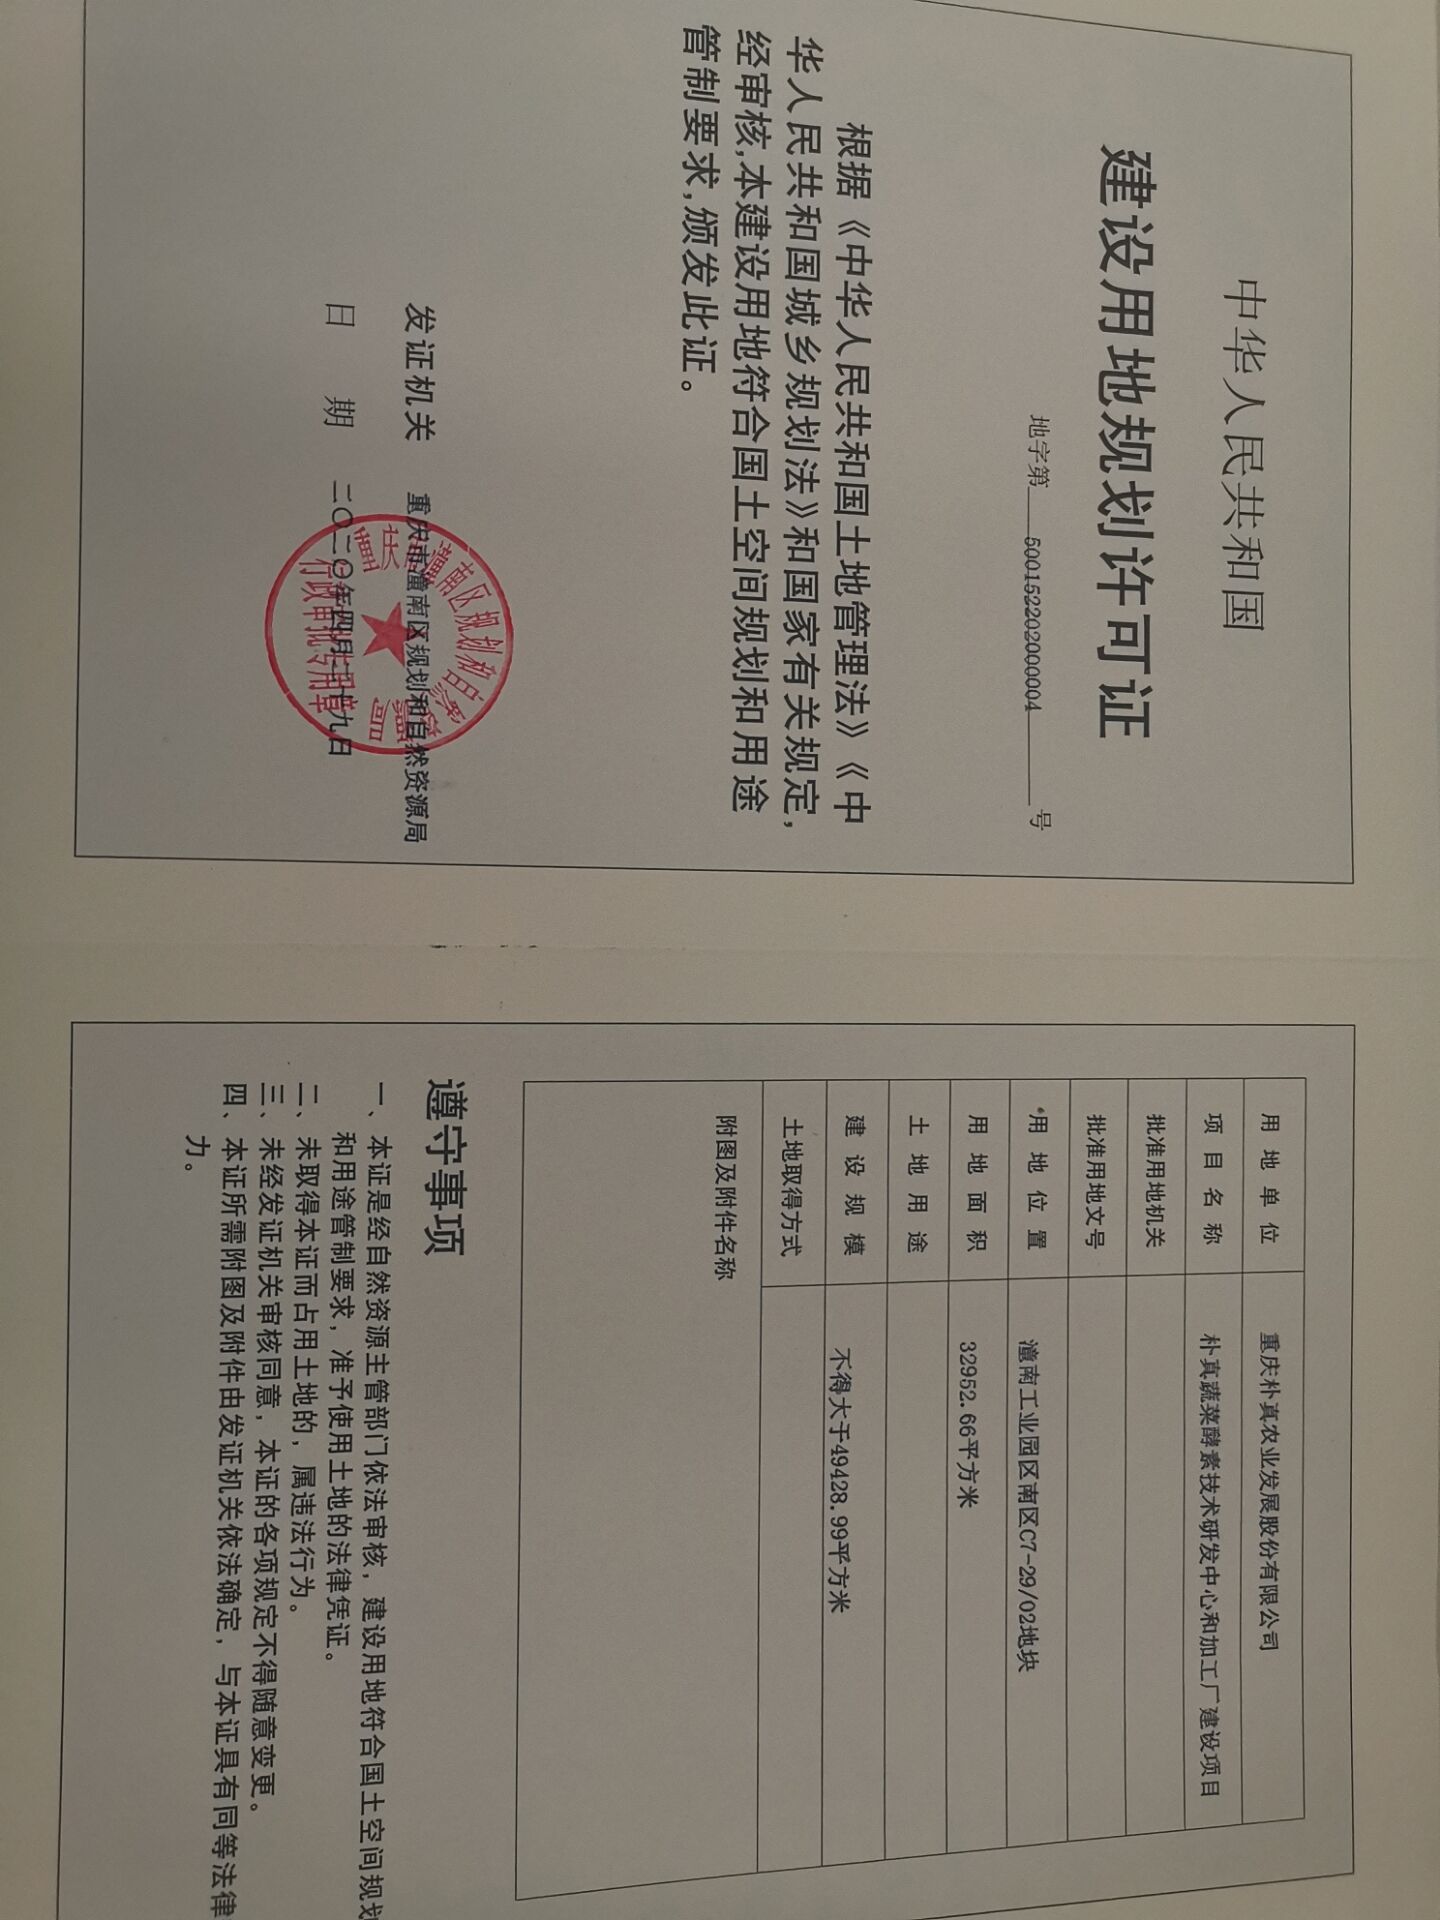 中华人民共和国
建设用地规划许可证
地字第 500152202000004 号
根据《中华人民共和国土地管理法》《中
华人民共和国城乡规划法》和国家有关规定,
经审核,本建设用地符合国土空间规划和用途
管制要求,颁发此证。
发证机关 重庆市潼南区规划和自然资源局
日 期 二〇二〇年四月二十九日
行政审批专用章
用地单位 重庆朴真农业发展股份有限公司
项目名称 朴真蔬菜酵素技术研发中心和加工厂建设项目
批准用地机关
批准用地文号
用地位置 潼南工业园区南区C7-29/02地块
用地面积 32952.66平方米
土地用途
建设规模 不得大于49428.99平方米
土地取得方式
附图及附件名称
遵守事项
一、本证是经自然资源主管部门依法审核,建设用地符合国土空间规划
和用途管制要求,准予使用土地的法律凭证。
二、未取得本证而占用土地的,属违法行为。
三、未经发证机关审核同意,本证的各项规定不得随意变更。
四、本证所需附图及附件由发证机关依法确定,与本证具有同等法律
力。